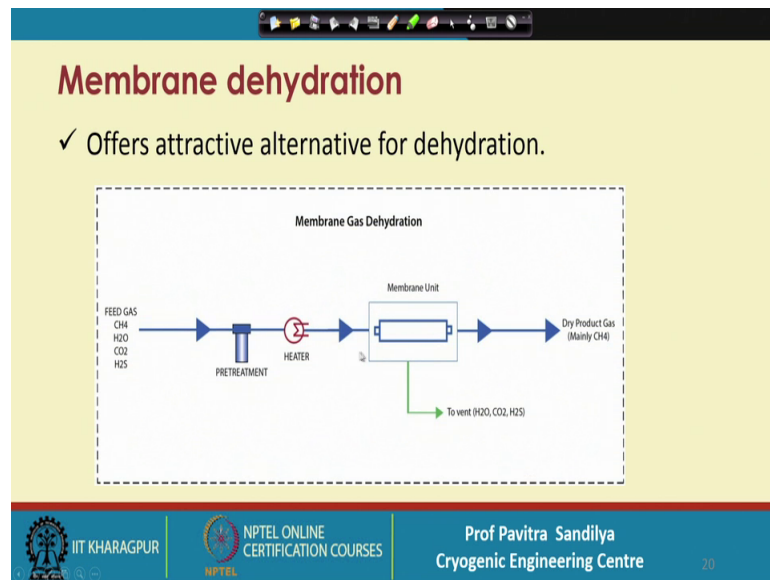 Membrane dehydration
✓ Offers attractive alternative for dehydration.
Membrane Gas Dehydration
Membrane Unit
FEED GAS
CH4
H2O
CO2
H2S
PRETREATMENT
HEATER
Dry Product Gas
(Mainly CH4)
To vent (H2O, CO2, H2S)
IIT KHARAGPUR
NPTEL
NPTEL ONLINE
CERTIFICATION COURSES
Prof Pavitra Sandilya
Cryogenic Engineering Centre
20